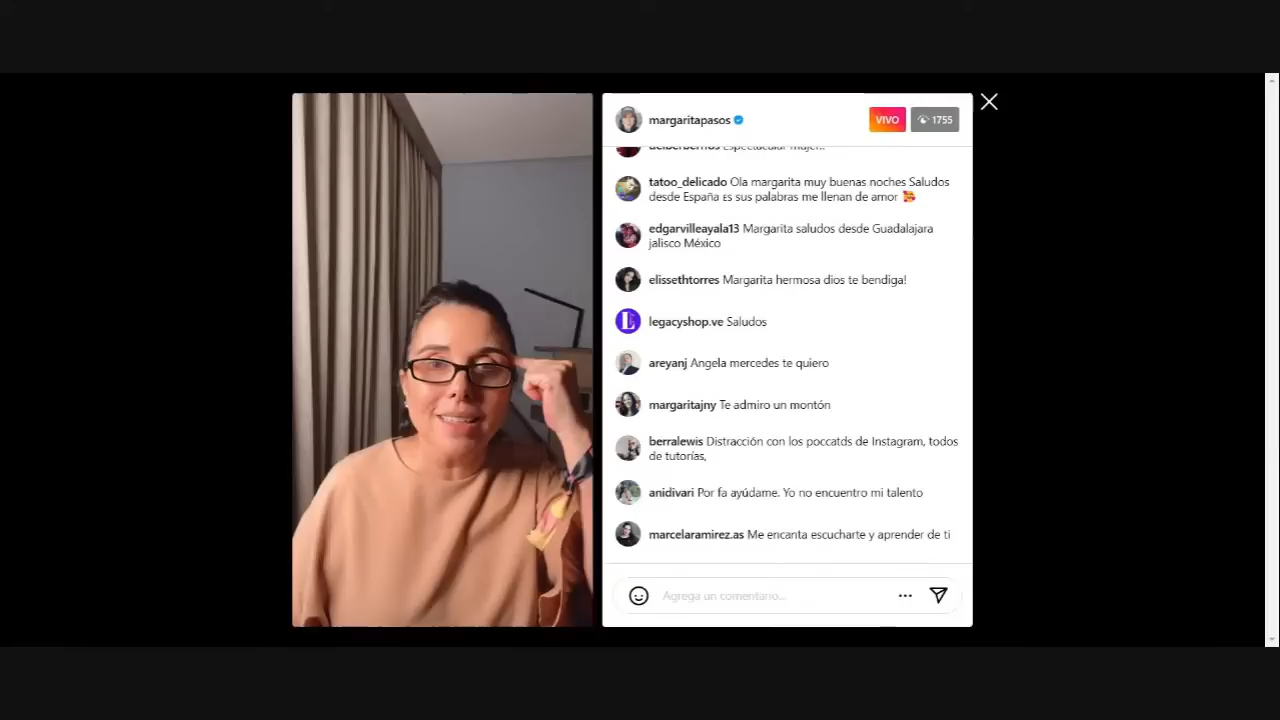 margaritapasos
VIVO
1755
delberberrios Espectacular mujer..
tatoo_delicado Ola margarita muy buenas noches Saludos
desde España Es sus palabras me llenan de amor 🥰
edgarvilleayala13 Margarita saludos desde Guadalajara
jalisco México
elissethtorres Margarita hermosa dios te bendiga!
legacyshop.ve Saludos
L
areyanj Angela mercedes te quiero
margaritajny Te admiro un montón
berralewis Distracción con los poccatds de Instagram, todos
de tutorías,
anidivari Por fa ayúdame. Yo no encuentro mi talento
marcelaramirez.as Me encanta escucharte y aprender de ti
Agrega un comentario...